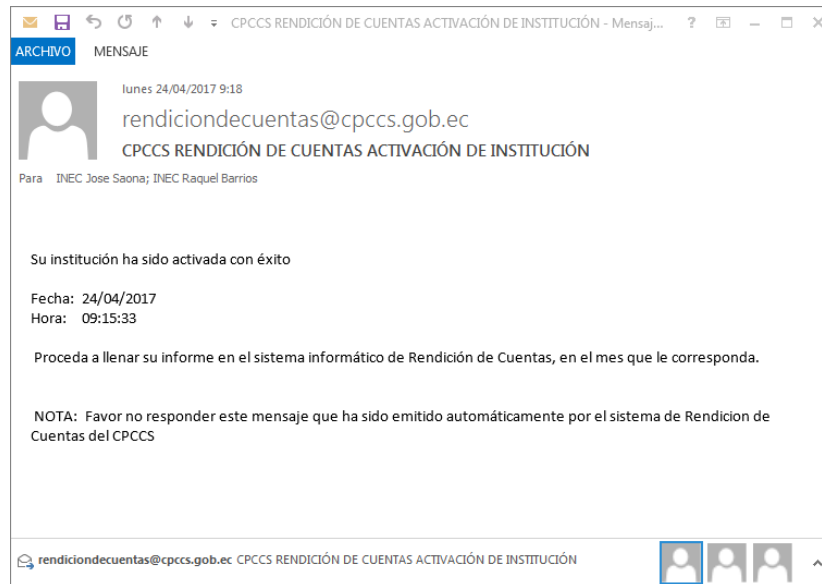 CPCCS RENDICIÓN DE CUENTAS ACTIVACIÓN DE INSTITUCIÓN - Mensaj... ?
ARCHIVO MENSAJE
lunes 24/04/2017 9:18
rendiciondecuentas@cpccs.gob.ec
CPCCS RENDICIÓN DE CUENTAS ACTIVACIÓN DE INSTITUCIÓN
Para INEC Jose Saona; INEC Raquel Barrios
Su institución ha sido activada con éxito
Fecha: 24/04/2017
Hora: 09:15:33
Proceda a llenar su informe en el sistema informático de Rendición de Cuentas, en el mes que le corresponda.
NOTA: Favor no responder este mensaje que ha sido emitido automáticamente por el sistema de Rendicion de
Cuentas del CPCCS
rendiciondecuentas@cpccs.gob.ec CPCCS RENDICIÓN DE CUENTAS ACTIVACIÓN DE INSTITUCIÓN